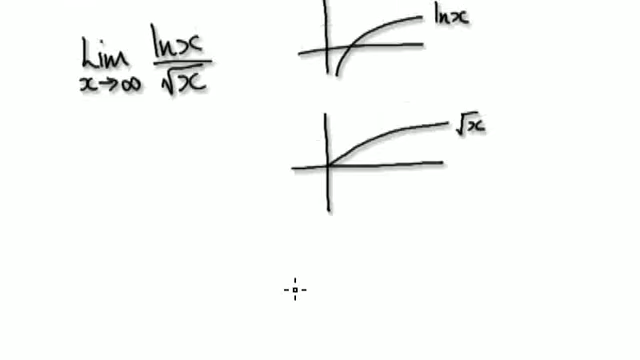 Lim ln x / √x
x→∞
ln x
√x